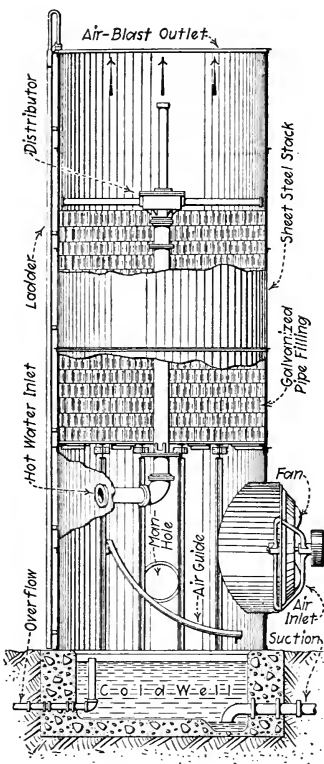 Air-Blast Outlet
Distributor
Sheet Steel Stack
Ladder
Galvanized
Pipe Filling
Hot Water Inlet
Fan
Man-
Hole
Air Guide
Air
Inlet
Suction
Overflow
Cold Well